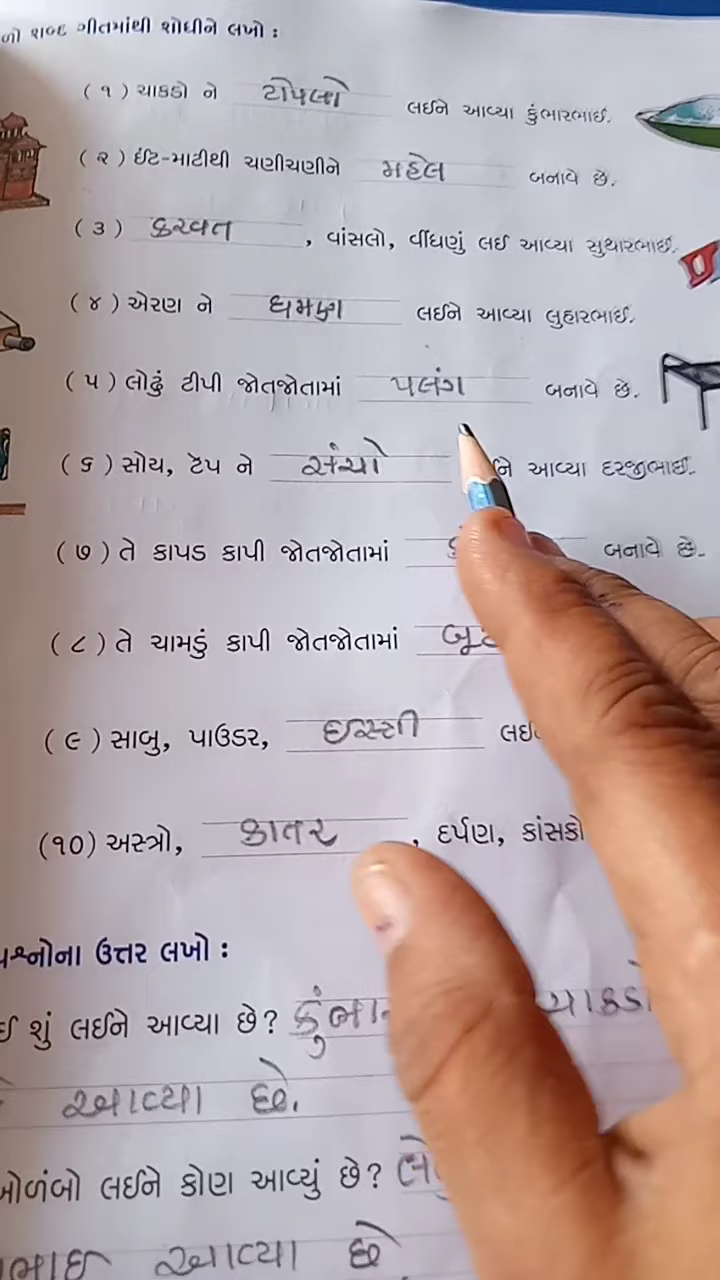 શબ્દ ગીતમાંથી શોધીને લખો :
(૧) ચાકડો ને ટોપલો લઈને આવ્યા કુંભારભાઈ.
(૨) ઈંટ-માટીથી ચણીચણીને મહેલ બનાવે છે.
(૩) કરવત, વાંસલો, વીંધણું લઈ આવ્યા સુથારભાઈ.
(૪) એરણ ને ધમણ લઈને આવ્યા લુહારભાઈ.
(૫) લોઢું ટીપી જોતજોતામાં પલંગ બનાવે છે.
(૬) સોય, ટેપ ને સંચો ને આવ્યા દરજીભાઈ.
(૭) તે કાપડ કાપી જોતજોતામાં બનાવે છે.
(૮) તે ચામડું કાપી જોતજોતામાં
(૯) સાબુ, પાઉડર, ઇસ્ત્રી
(૧૦) અસ્ત્રો, કાતર, દર્પણ, કાંસકો
પ્રશ્નોના ઉત્તર લખો :
શું લઈને આવ્યા છે? ચાકડો
આવ્યા છે.
ઓળંબો લઈને કોણ આવ્યું છે?
ભાઇ આવ્યા છે